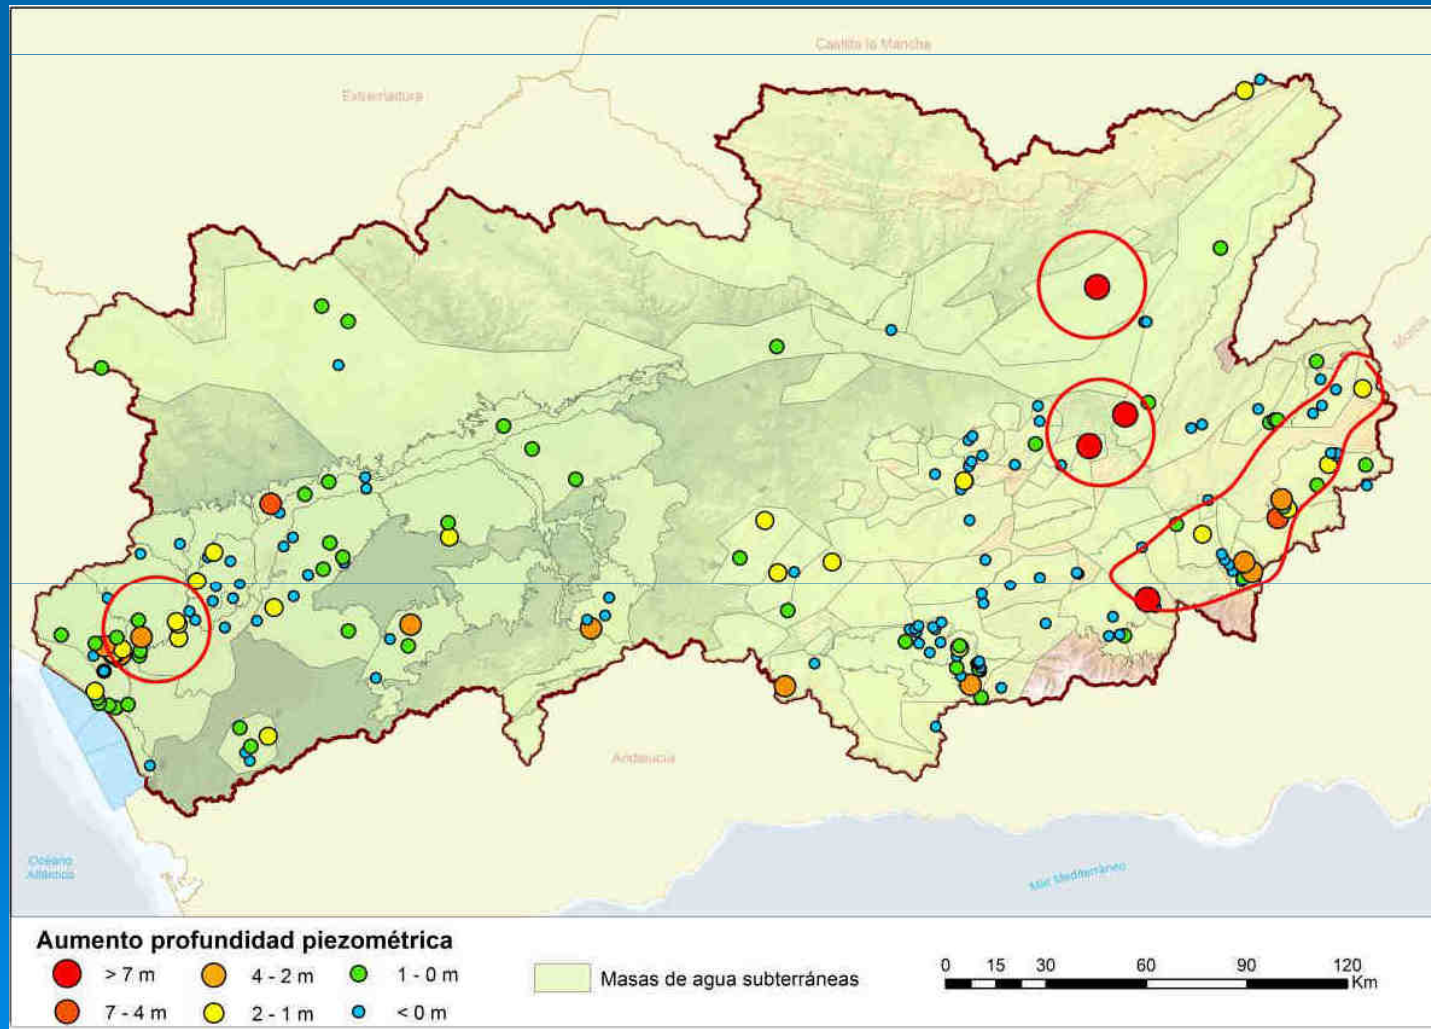 Castilla la Mancha
Extremadura
Murcia
Andalucía
Océano
Atlántico
Mar Mediterráneo
Aumento profundidad piezométrica
> 7 m
4 - 2 m
1 - 0 m
7 - 4 m
2 - 1 m
< 0 m
Masas de agua subterráneas
0 15 30 60 90 120
Km